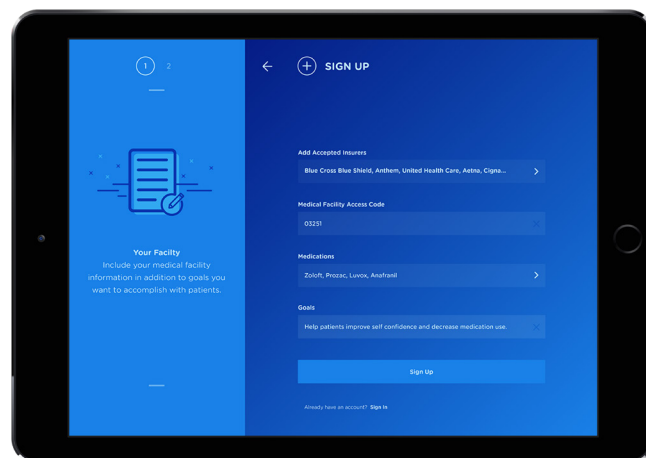 1 2
Your Facilty
Include your medical facility
information in addition to goals you
want to accomplish with patients.
SIGN UP
Add Accepted Insurers
Blue Cross Blue Shield, Anthem, United Health Care, Aetna, Cigna...
Medical Facility Access Code
03251
Medications
Zoloft, Prozac, Luvox, Anafranil
Goals
Help patients improve self confidence and decrease medication use.
Sign Up
Already have an account? Sign In